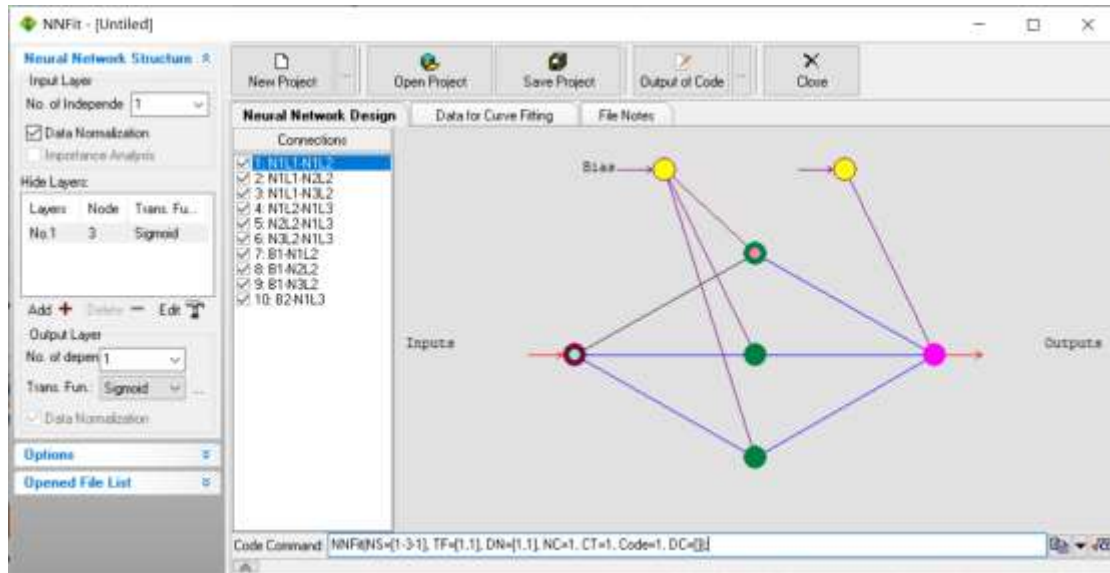 NNFit - [Untiled]
Neural Network Structure
Input Layer
No. of Independe 1
Data Normalization
Importance Analysis
Hide Layers:
Layers Node Trans. Fu...
No.1 3 Sigmoid
Add Delete Edit
Output Layer
No. of depen 1
Trans. Fun.: Sigmoid ...
Data Normalization
Options
Opened File List
New Project ... Open Project Save Project Output of Code ... Close
Neural Network Design Data for Curve Fitting File Notes
Connections
1: N1L1-N1L2
2: N1L1-N2L2
3: N1L1-N3L2
4: N1L2-N1L3
5: N2L2-N1L3
6: N3L2-N1L3
7: B1-N1L2
8: B1-N2L2
9: B1-N3L2
10: B2-N1L3
Bias
Inputs
Outputs
Code Command: NNFit(NS=[1-3-1], TF=[1,1], DN=[1,1], NC=1, CT=1, Code=1, DC=[]);